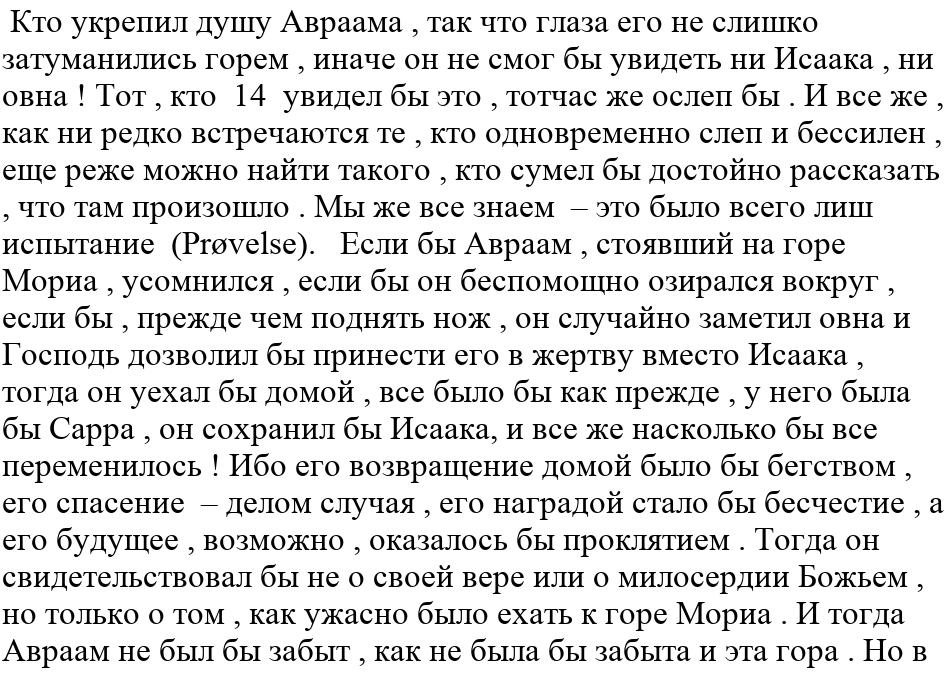 Кто укрепил душу Авраама , так что глаза его не слишко
затуманились горем , иначе он не смог бы увидеть ни Исаака , ни
овна ! Тот , кто 14 увидел бы это , тотчас же ослеп бы . И все же ,
как ни редко встречаются те , кто одновременно слеп и бессилен ,
еще реже можно найти такого , кто сумел бы достойно рассказать
, что там произошло . Мы же все знаем – это было всего лиш
испытание (Prøvelse). Если бы Авраам , стоявший на горе
Мориа , усомнился , если бы он беспомощно озирался вокруг ,
если бы , прежде чем поднять нож , он случайно заметил овна и
Господь дозволил бы принести его в жертву вместо Исаака ,
тогда он уехал бы домой , все было бы как прежде , у него была
бы Сарра , он сохранил бы Исаака, и все же насколько бы все
переменилось ! Ибо его возвращение домой было бы бегством ,
его спасение – делом случая , его наградой стало бы бесчестие , а
его будущее , возможно , оказалось бы проклятием . Тогда он
свидетельствовал бы не о своей вере или о милосердии Божьем ,
но только о том , как ужасно было ехать к горе Мориа . И тогда
Авраам не был бы забыт , как не была бы забыта и эта гора . Но в